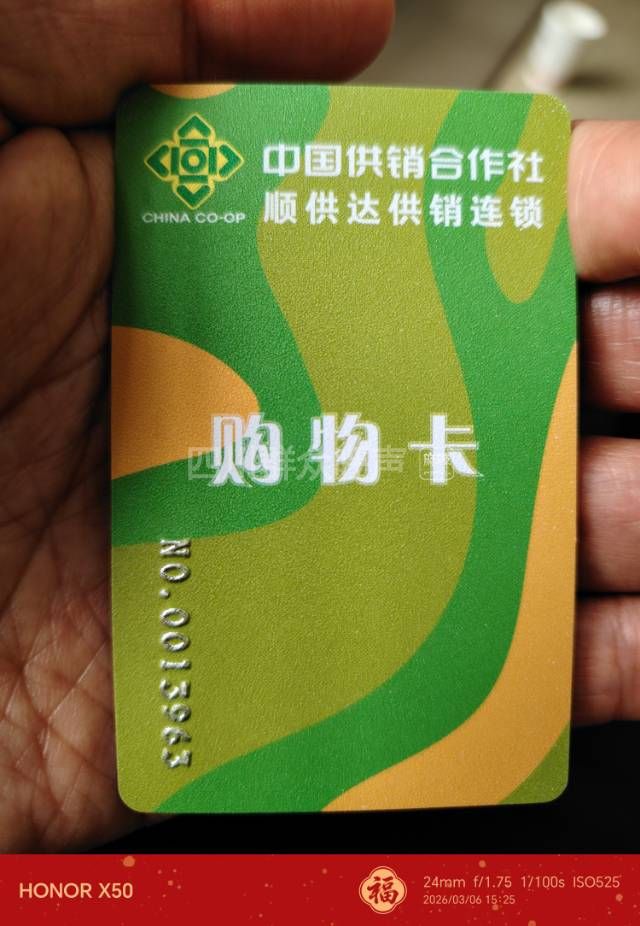 中国供销合作社
CHINA CO-OP
顺供达供销连锁
购物卡
NO.0013963
HONOR X50
福
24mm f/1.75 1/100s ISO525
2026/03/06 15:25